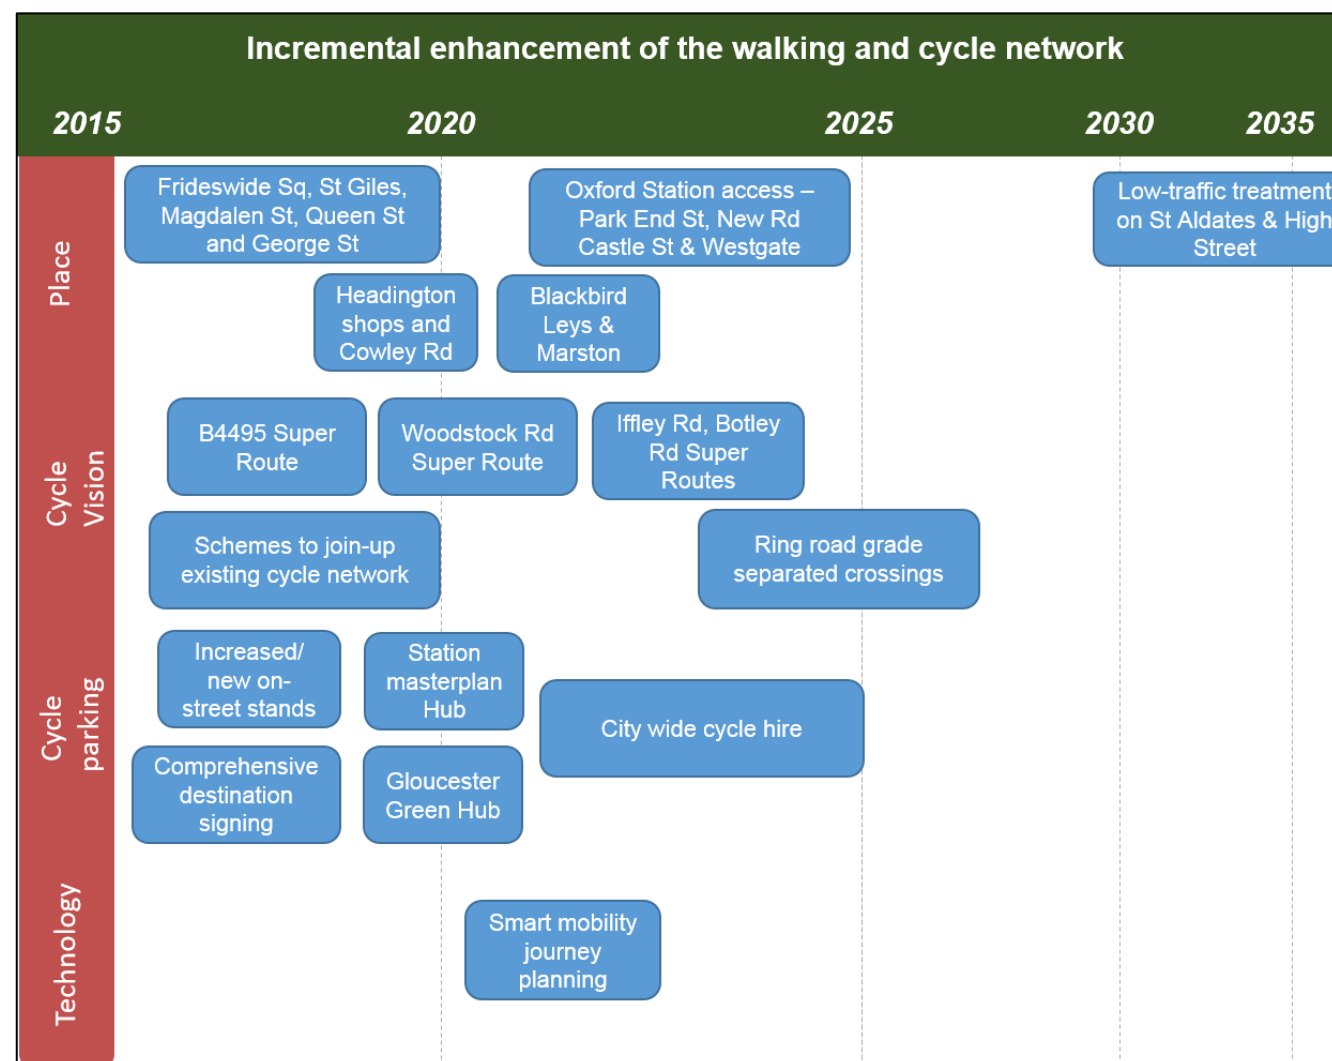 Incremental enhancement of the walking and cycle network
2015 2020 2025 2030 2035
Place
Frideswide Sq, St Giles,
Magdalen St, Queen St
and George St
Oxford Station access –
Park End St, New Rd
Castle St & Westgate
Low-traffic treatment
on St Aldates & High
Street
Headington
shops and
Cowley Rd
Blackbird
Leys &
Marston
Cycle
Vision
B4495 Super
Route
Woodstock Rd
Super Route
Iffley Rd, Botley
Rd Super
Routes
Schemes to join-up
existing cycle network
Ring road grade
separated crossings
Cycle
parking
Increased/
new on-
street stands
Station
masterplan
Hub
City wide cycle hire
Comprehensive
destination
signing
Gloucester
Green Hub
Technology
Smart mobility
journey
planning